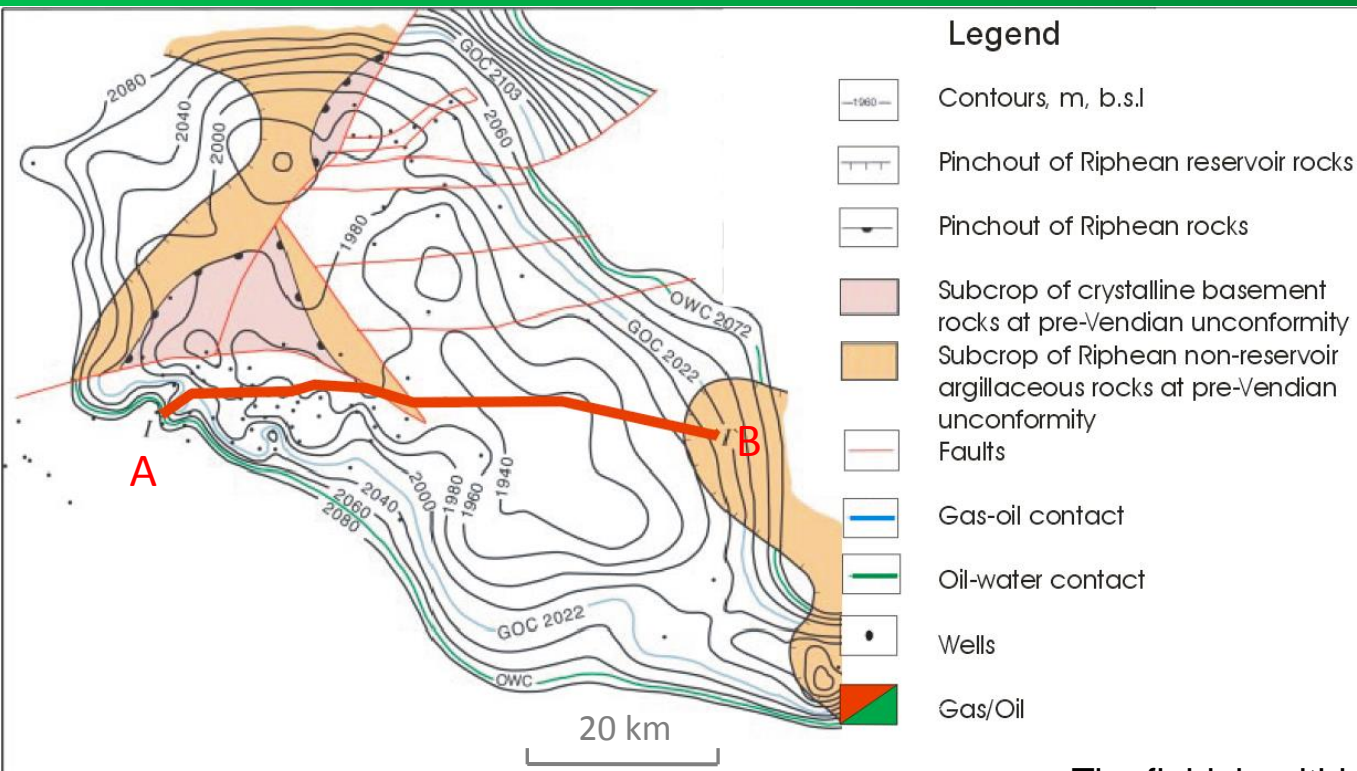 Legend
Contours, m, b.s.l
Pinchout of Riphean reservoir rocks
Pinchout of Riphean rocks
Subcrop of crystalline basement
rocks at pre-Vendian unconformity
Subcrop of Riphean non-reservoir
argillaceous rocks at pre-Vendian
unconformity
Faults
Gas-oil contact
Oil-water contact
Wells
Gas/Oil
1960
2080
2040
2000
GOC 2103
2060
1980
OWC 2072
GOC 2022
I
A
I'
B
2000
1980
1960
1940
2040
2060
2080
GOC 2022
OWC
20 km